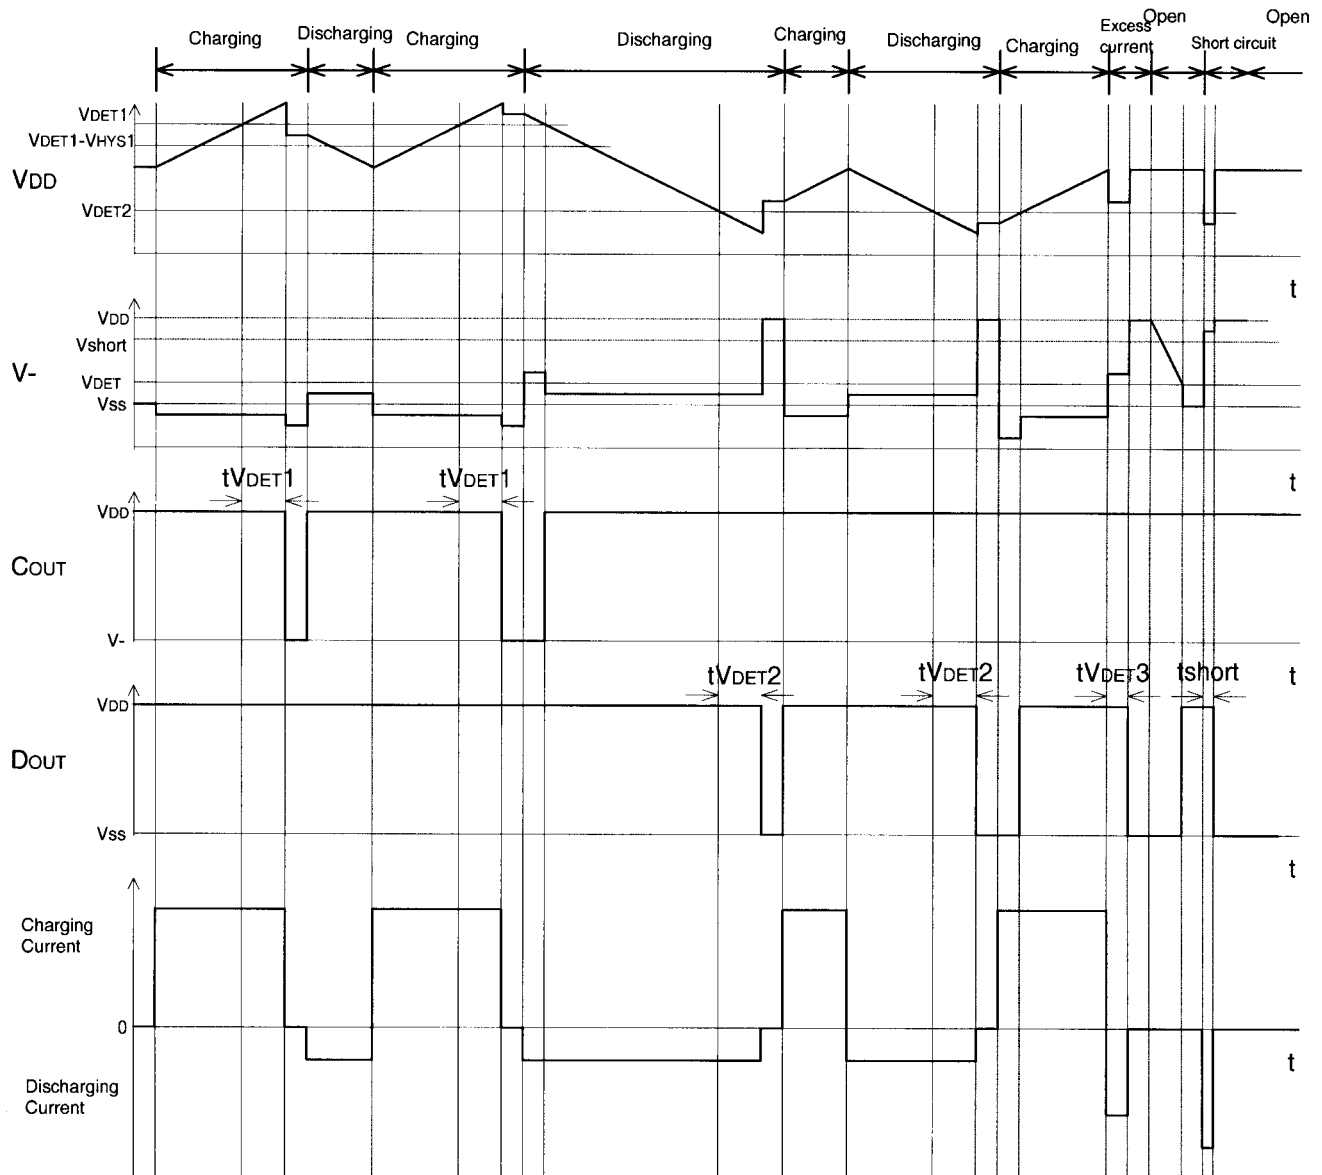 Charging
Discharging
Charging
Discharging
Charging
Discharging
Charging
Excess
current
Open
Short circuit
Open
VDET1
VDET1-VHYS1
VDD
VDET2
t
VDD
Vshort
V-
VDET
VSS
t
tVDET1
tVDET1
VDD
COUT
V-
t
tVDET2
tVDET2
tVDET3
tshort
VDD
DOUT
VSS
t
Charging
Current
0
t
Discharging
Current